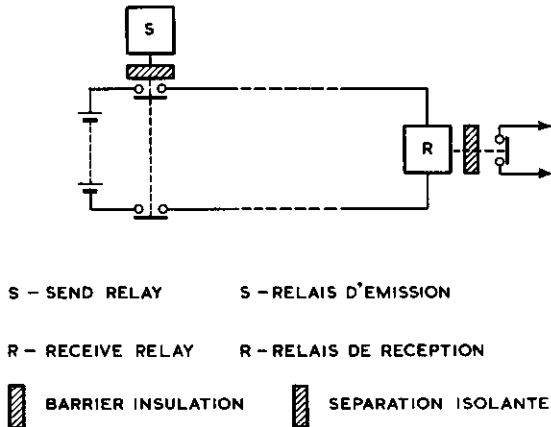 S
R
S - SEND RELAY S - RELAIS D'EMISSION
R - RECEIVE RELAY R - RELAIS DE RECEPTION
BARRIER INSULATION SEPARATION ISOLANTE